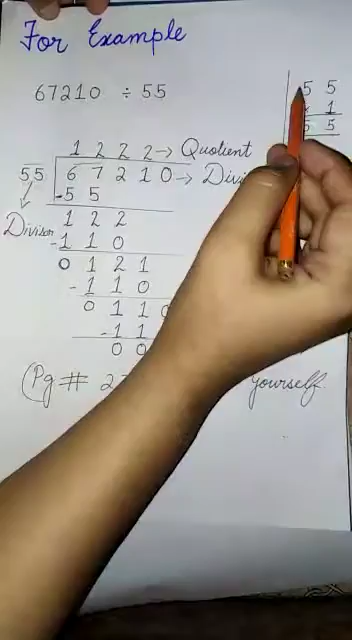 For Example
67210 ÷ 55
5 5
1
5 5
1 2 2 2 → Quotient
55 6 7 2 1 0 →
- 5 5
Divisor 1 2 2
- 1 1 0
0 1 2 1
- 1 1 0
0 1 1 0
- 1 1
0 0
(Pg # yourself